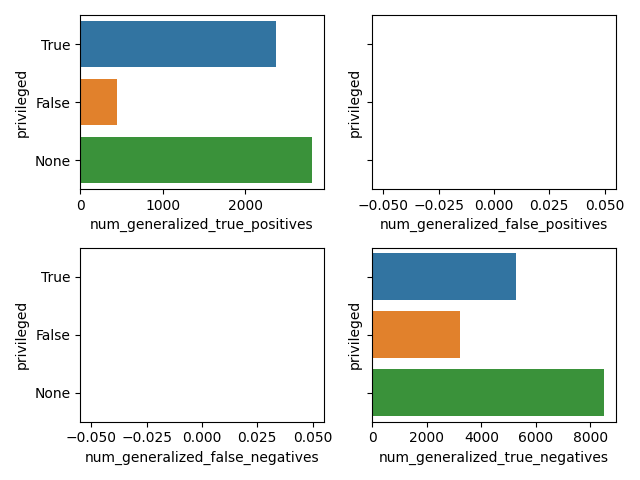 privileged
True
False
None
0 1000 2000
num_generalized_true_positives
privileged
−0.050 −0.025 0.000 0.025 0.050
num_generalized_false_positives
privileged
True
False
None
−0.050 −0.025 0.000 0.025 0.050
num_generalized_false_negatives
privileged
0 2000 4000 6000 8000
num_generalized_true_negatives